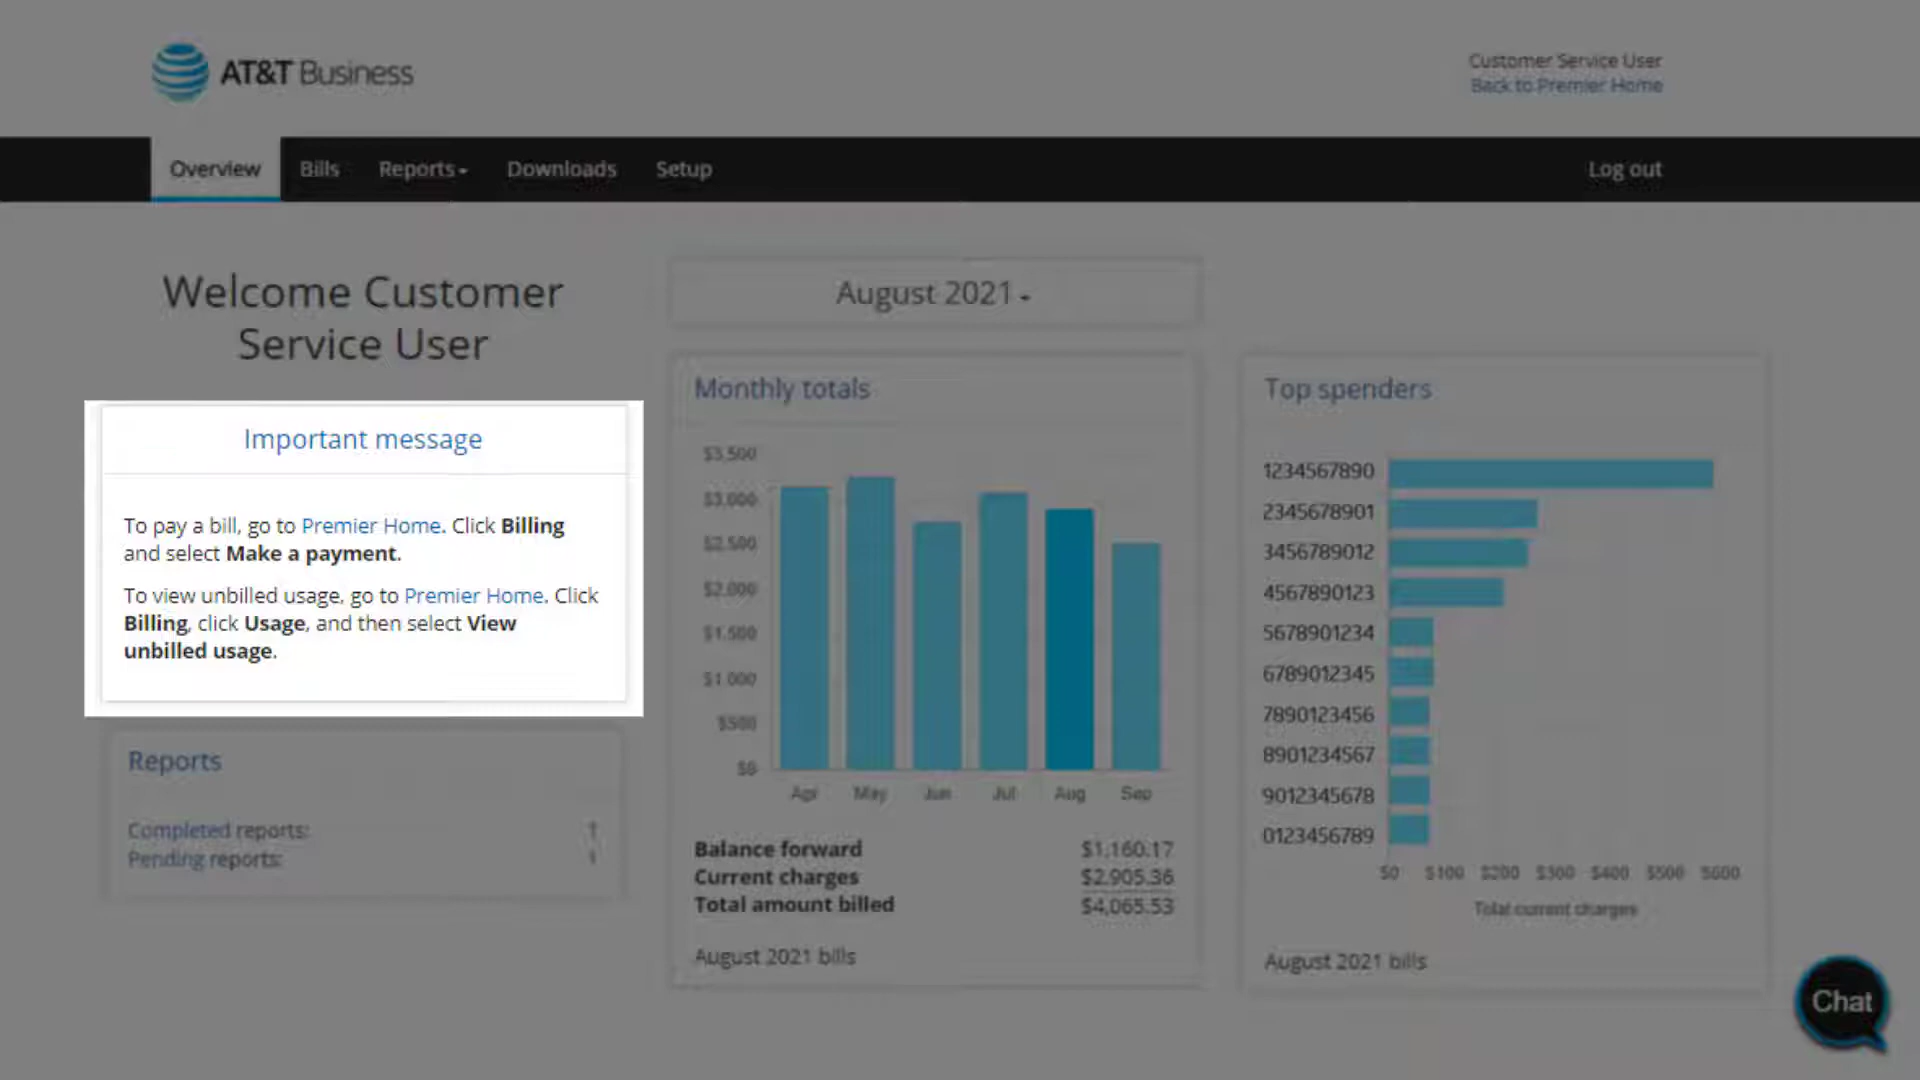 AT&T Business
Customer Service User
Back to Premier Home
Overview
Bills
Reports
Downloads
Setup
Log out
Welcome Customer
Service User
Important message
To pay a bill, go to Premier Home. Click Billing
and select Make a payment.
To view unbilled usage, go to Premier Home. Click
Billing, click Usage, and then select View
unbilled usage.
Reports
Completed reports: 1
Pending reports: 1
August 2021
Monthly totals
$3,500
$3,000
$2,500
$2,000
$1,500
$1,000
$500
$0
Apr May Jun Jul Aug Sep
Balance forward $1,160.17
Current charges $2,905.36
Total amount billed $4,065.53
August 2021 bills
Top spenders
1234567890
2345678901
3456789012
4567890123
5678901234
6789012345
7890123456
8901234567
9012345678
0123456789
$0 $100 $200 $300 $400 $500 $600
Total current charges
August 2021 bills
Chat